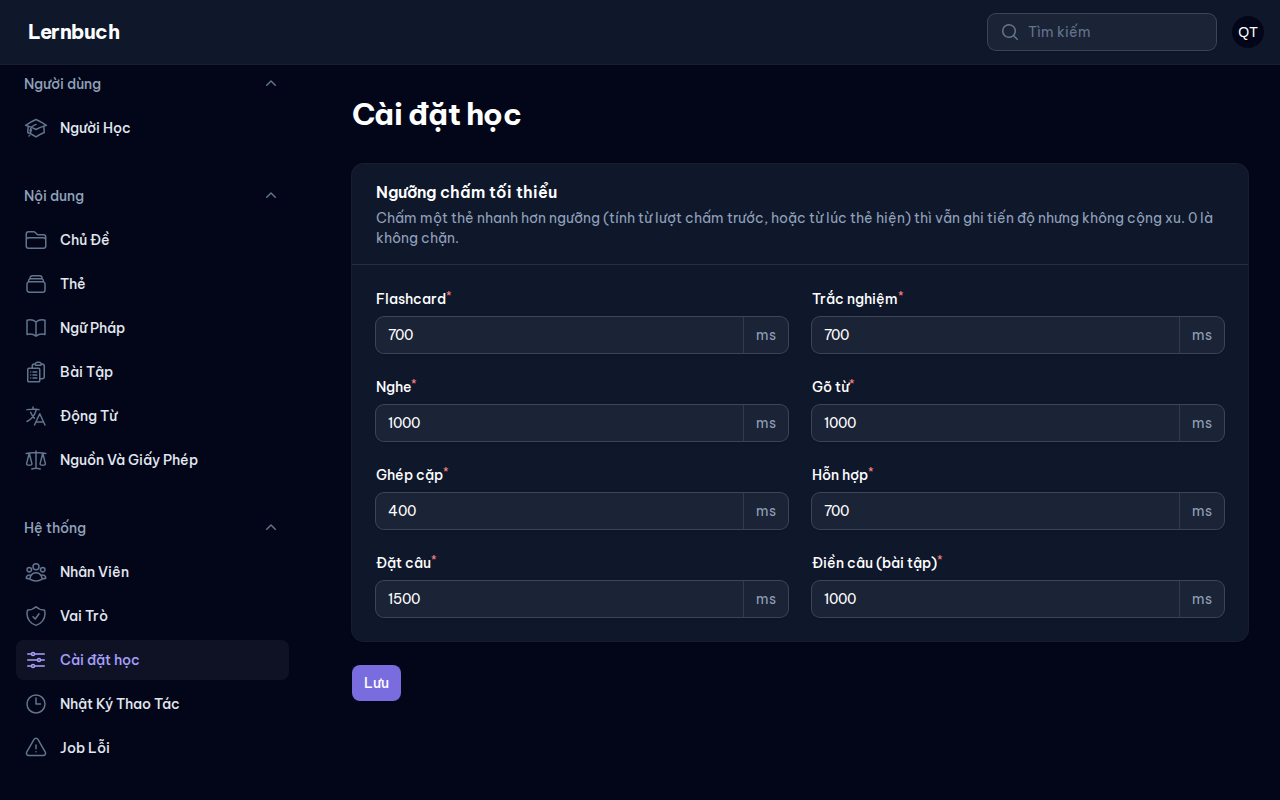 Lernbuch
Tìm kiếm
QT
Người dùng
Người Học
Nội dung
Chủ Đề
Thẻ
Ngữ Pháp
Bài Tập
Động Từ
Nguồn Và Giấy Phép
Hệ thống
Nhân Viên
Vai Trò
Cài đặt học
Nhật Ký Thao Tác
Job Lỗi
Cài đặt học
Ngưỡng chấm tối thiểu
Chấm một thẻ nhanh hơn ngưỡng (tính từ lượt chấm trước, hoặc từ lúc thẻ hiện) thì vẫn ghi tiến độ nhưng không cộng xu. 0 là
không chặn.
Flashcard*
700 ms
Trắc nghiệm*
700 ms
Nghe*
1000 ms
Gõ từ*
1000 ms
Ghép cặp*
400 ms
Hỗn hợp*
700 ms
Đặt câu*
1500 ms
Điền câu (bài tập)*
1000 ms
Lưu